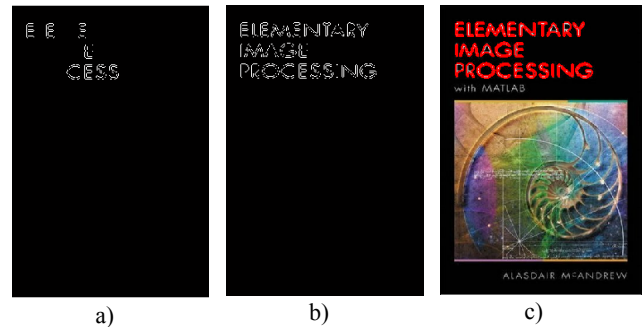 E E E
E
CESS
a)
ELEMENTARY
IMAGE
PROCESSING
b)
ELEMENTARY
IMAGE
PROCESSING
with MATLAB
ALASDAIR McANDREW
c)